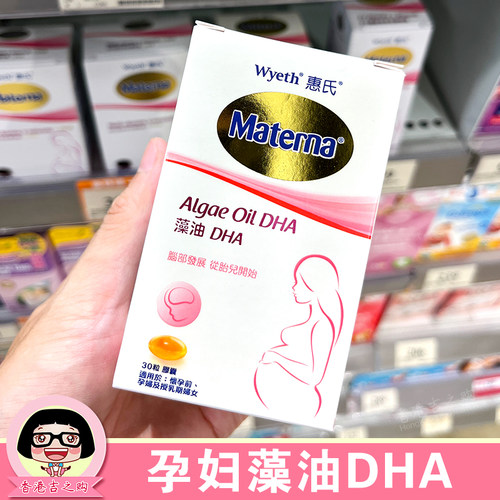 Wyeth® 惠氏®
Materna®
Algae Oil DHA
藻油 DHA
腦部發展 從胎兒開始
30粒 膠囊
適用於：懷孕前、
孕婦及授乳期婦女
Materna
香港吉之购
孕妇藻油DHA